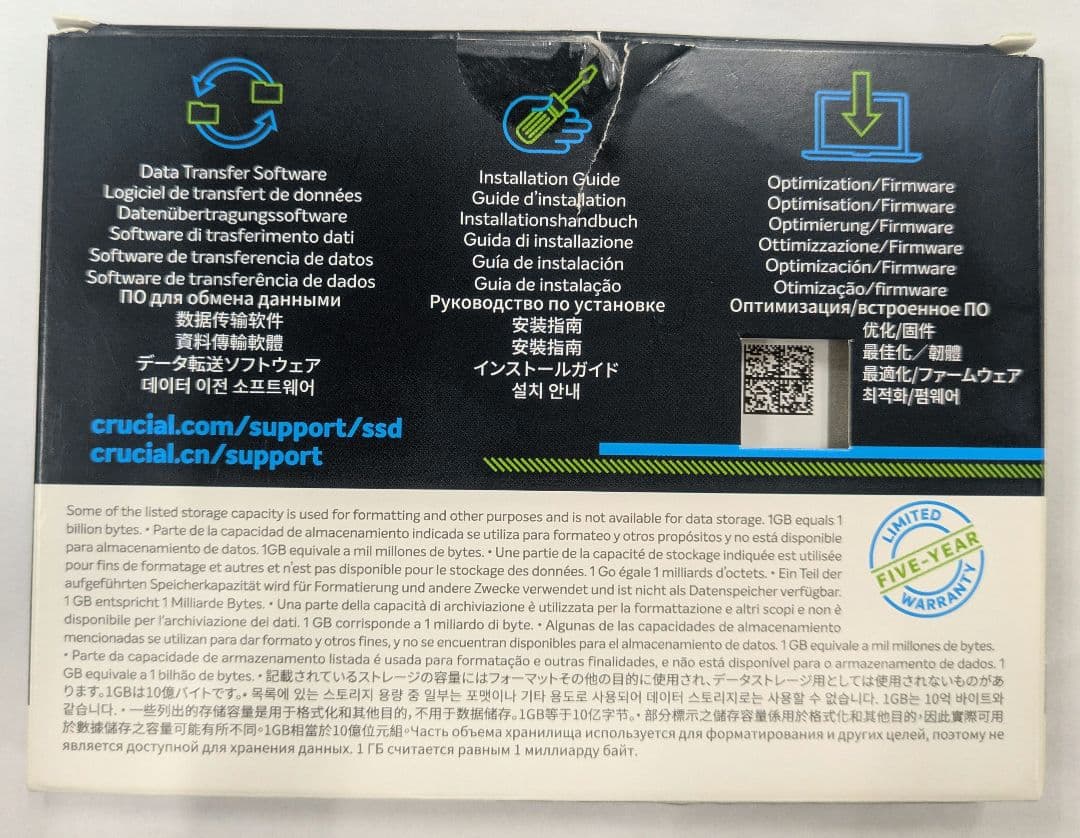 Data Transfer Software
Logiciel de transfert de données
Datenübertragungssoftware
Software di trasferimento dati
Software de transferencia de datos
Software de transferência de dados
ПО для обмена данными
数据传输软件
資料傳輸軟體
データ転送ソフトウェア
데이터 이전 소프트웨어
crucial.com/support/ssd
crucial.cn/support
Installation Guide
Guide d'installation
Installationshandbuch
Guida di installazione
Guía de instalación
Guia de instalação
Руководство по установке
安装指南
安裝指南
インストールガイド
설치 안내
Optimization/Firmware
Optimisation/Firmware
Optimierung/Firmware
Ottimizzazione/Firmware
Optimización/Firmware
Otimização/firmware
Оптимизация/встроенное ПО
优化/固件
最佳化／韌體
最適化/ファームウェア
최적화/펌웨어
Some of the listed storage capacity is used for formatting and other purposes and is not available for data storage. 1GB equals 1
billion bytes. • Parte de la capacidad de almacenamiento indicada se utiliza para formateo y otros propósitos y no está disponible
para almacenamiento de datos. 1GB equivale a mil millones de bytes. • Une partie de la capacité de stockage indiquée est utilisée
pour fins de formatage et autres et n'est pas disponible pour le stockage des données. 1 Go égale 1 milliards d'octets. • Ein Teil der
aufgeführten Speicherkapazität wird für Formatierung und andere Zwecke verwendet und ist nicht als Datenspeicher verfügbar.
1 GB entspricht 1 Milliarde Bytes. • Una parte della capacità di archiviazione è utilizzata per la formattazione e altri scopi e non è
disponibile per l'archiviazione dei dati. 1 GB corrisponde a 1 miliardo di byte. • Algunas de las capacidades de almacenamiento
mencionadas se utilizan para dar formato y otros fines, y no se encuentran disponibles para el almacenamiento de datos. 1 GB equivale a mil millones de bytes.
• Parte da capacidade de armazenamento listada é usada para formatação e outras finalidades, e não está disponível para o armazenamento de dados. 1
GB equivale a 1 bilhão de bytes. • 記載されているストレージの容量にはフォーマットその他の目的に使用され、データストレージ用としては使用されないものがあ
ります。1GBは10億バイトです。• 목록에 있는 스토리지 용량 중 일부는 포맷이나 기타 용도로 사용되어 데이터 스토리지로는 사용할 수 없습니다. 1GB는 10억 바이트와
같습니다. • 一些列出的存储容量是用于格式化和其他目的，不用于数据储存。1GB等于10亿字节。• 部分標示之儲存容量係用於格式化和其他目的，因此實際可用
於數據儲存之容量可能有所不同。1GB相當於10億位元組。Часть объема хранилища используется для форматирования и других целей, поэтому не
является доступной для хранения данных. 1 ГБ считается равным 1 миллиарду байт.
LIMITED
FIVE-YEAR
WARRANTY